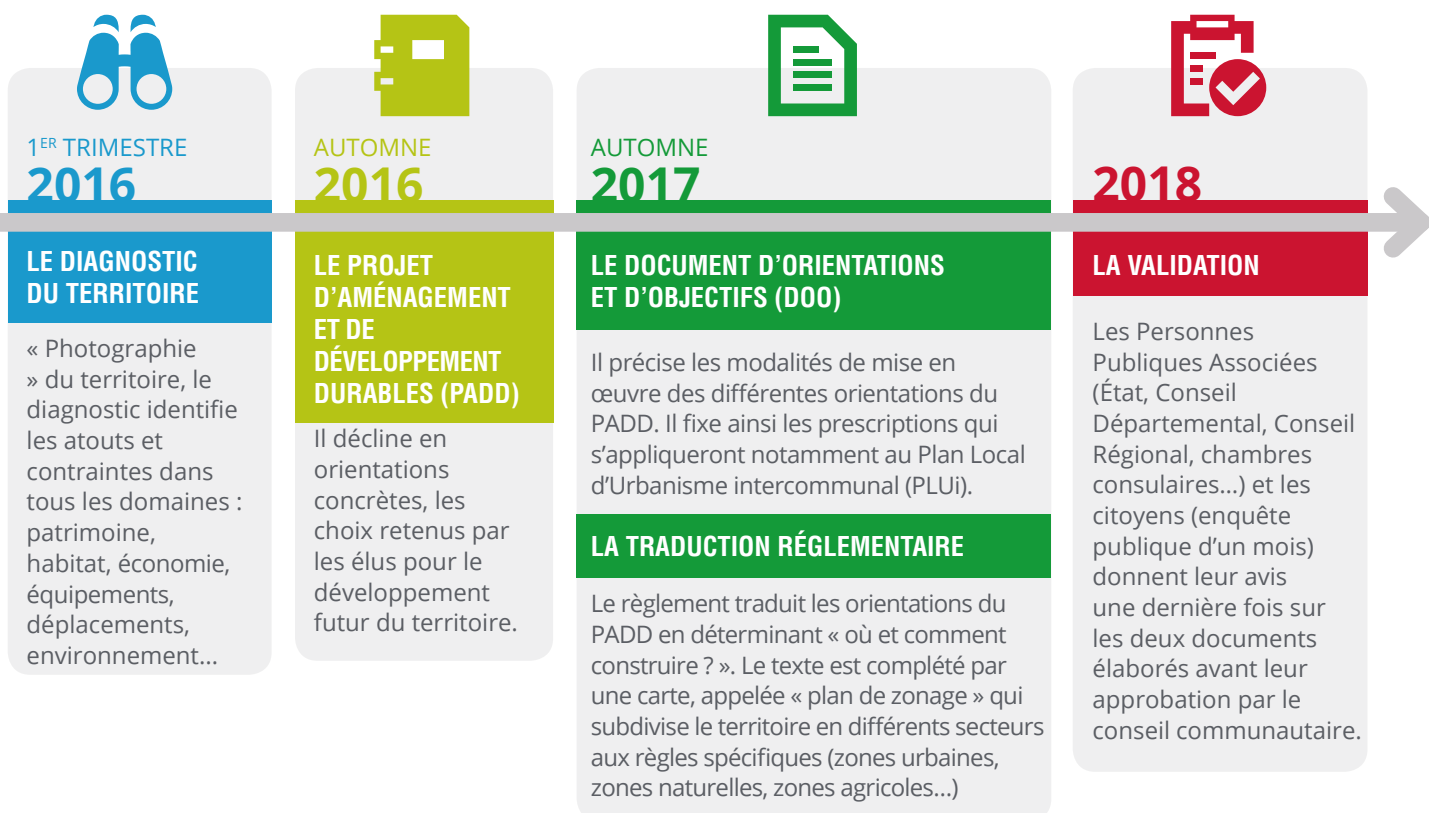 1ER TRIMESTRE
2016
LE DIAGNOSTIC
DU TERRITOIRE
« Photographie
» du territoire, le
diagnostic identifie
les atouts et
contraintes dans
tous les domaines :
patrimoine,
habitat, économie,
équipements,
déplacements,
environnement...
AUTOMNE
2016
LE PROJET
D'AMÉNAGEMENT
ET DE
DÉVELOPPEMENT
DURABLES (PADD)
Il décline en
orientations
concrètes, les
choix retenus par
les élus pour le
développement
futur du territoire.
AUTOMNE
2017
LE DOCUMENT D'ORIENTATIONS
ET D'OBJECTIFS (DOO)
Il précise les modalités de mise en
œuvre des différentes orientations du
PADD. Il fixe ainsi les prescriptions qui
s'appliqueront notamment au Plan Local
d'Urbanisme intercommunal (PLUi).
LA TRADUCTION RÉGLEMENTAIRE
Le règlement traduit les orientations du
PADD en déterminant « où et comment
construire ? ». Le texte est complété par
une carte, appelée « plan de zonage » qui
subdivise le territoire en différents secteurs
aux règles spécifiques (zones urbaines,
zones naturelles, zones agricoles...)
2018
LA VALIDATION
Les Personnes
Publiques Associées
(État, Conseil
Départemental, Conseil
Régional, chambres
consulaires...) et les
citoyens (enquête
publique d'un mois)
donnent leur avis
une dernière fois sur
les deux documents
élaborés avant leur
approbation par le
conseil communautaire.